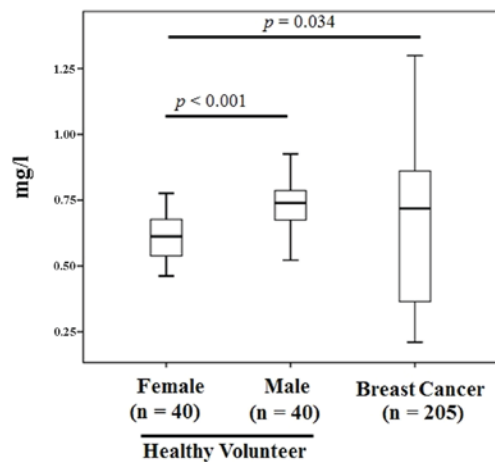 p = 0.034
p < 0.001
mg/l
1.25
1.00
0.75
0.50
0.25
Female Male Breast Cancer
(n = 40) (n = 40) (n = 205)
Healthy Volunteer